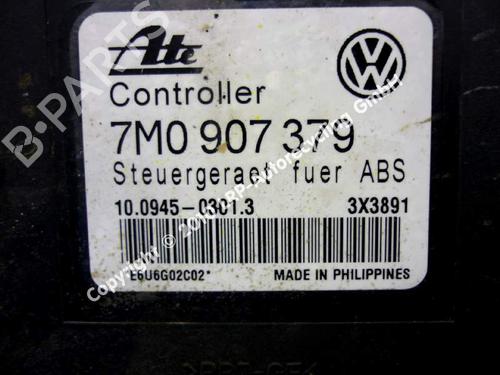 Ate
Controller
7M0 907 379
Steuergeraet fuer ABS
10.0945-0301.3 3X3891
*E6U6G02C02*
MADE IN PHILIPPINES
B-PARTS